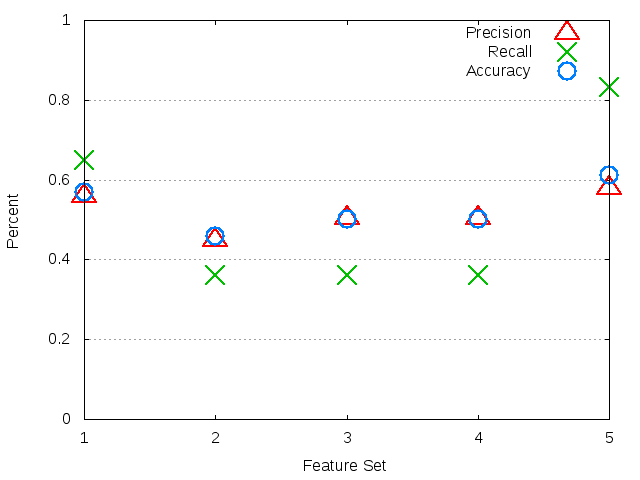 1
Precision
Recall
Accuracy
0.8
0.6
Percent
0.4
0.2
0
1 2 3 4 5
Feature Set